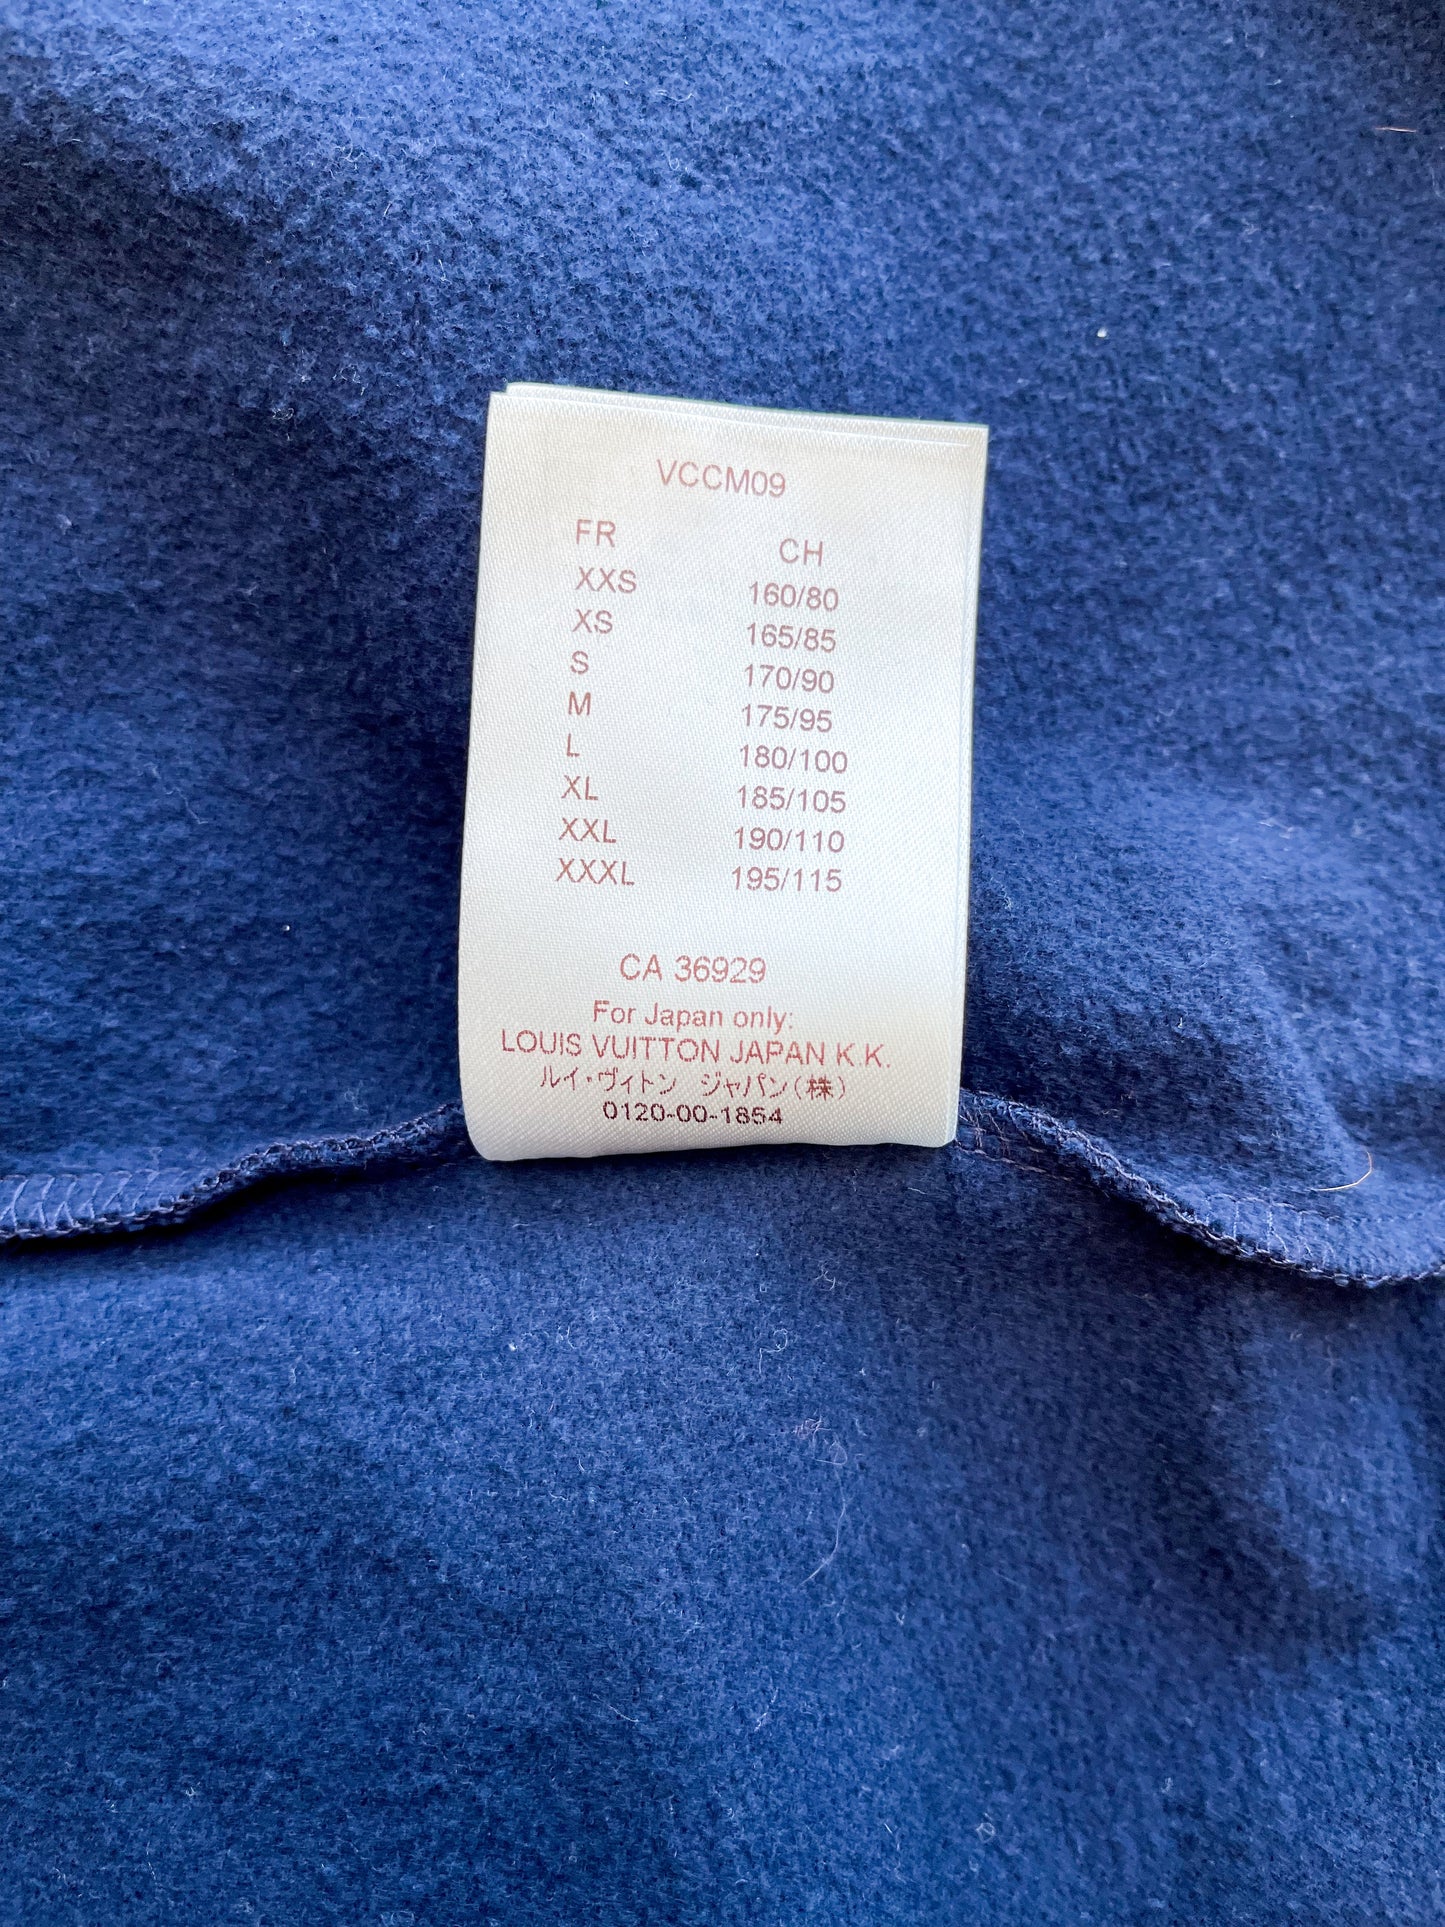 VCCM09
FR CH
XXS 160/80
XS 165/85
S 170/90
M 175/95
L 180/100
XL 185/105
XXL 190/110
XXXL 195/115
CA 36929
For Japan only:
LOUIS VUITTON JAPAN K.K.
ルイ・ヴィトン ジャパン(株)
0120-00-1854